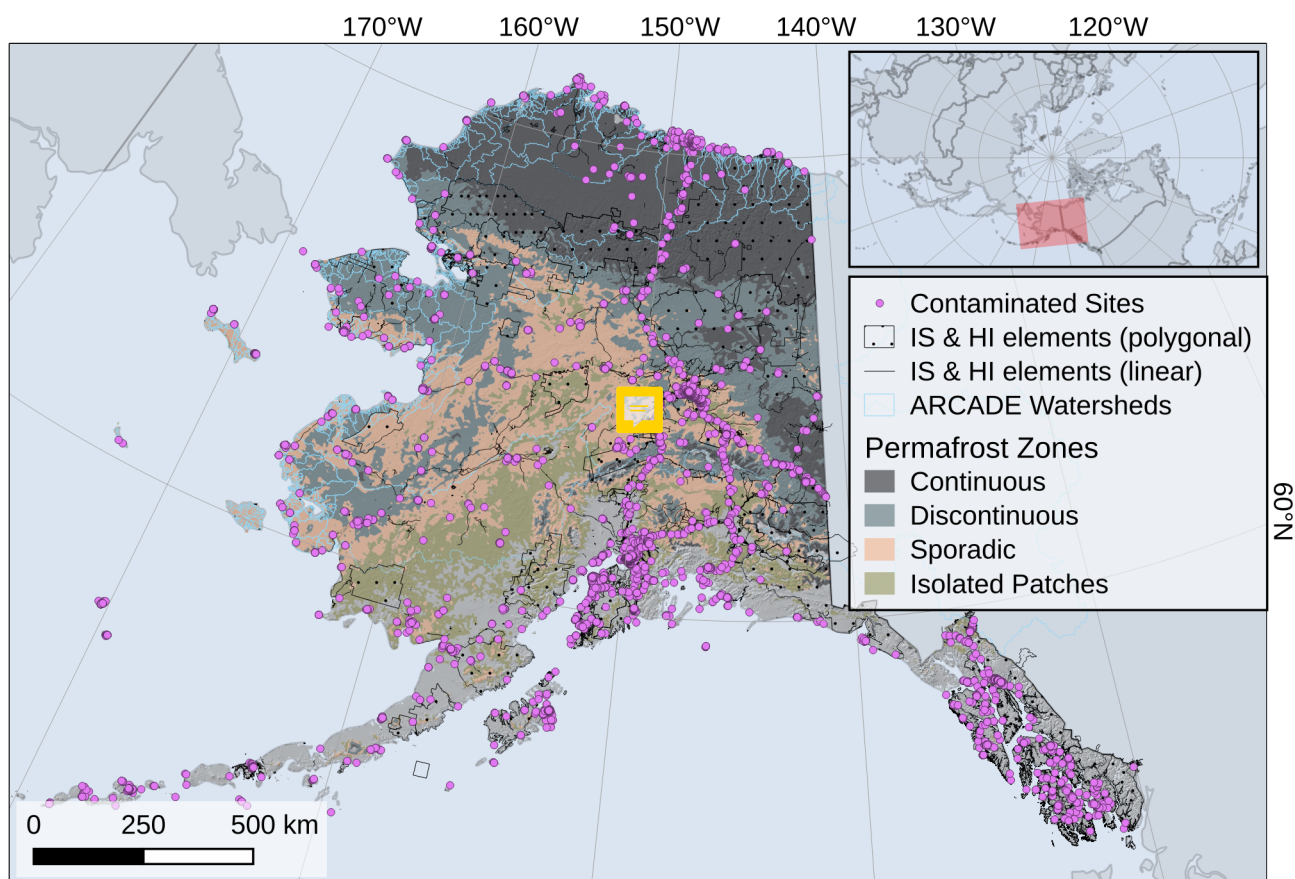 170°W 160°W 150°W 140°W 130°W 120°W
Contaminated Sites
IS & HI elements (polygonal)
IS & HI elements (linear)
ARCADE Watersheds
Permafrost Zones
Continuous
Discontinuous
Sporadic
Isolated Patches
60°N
0 250 500 km